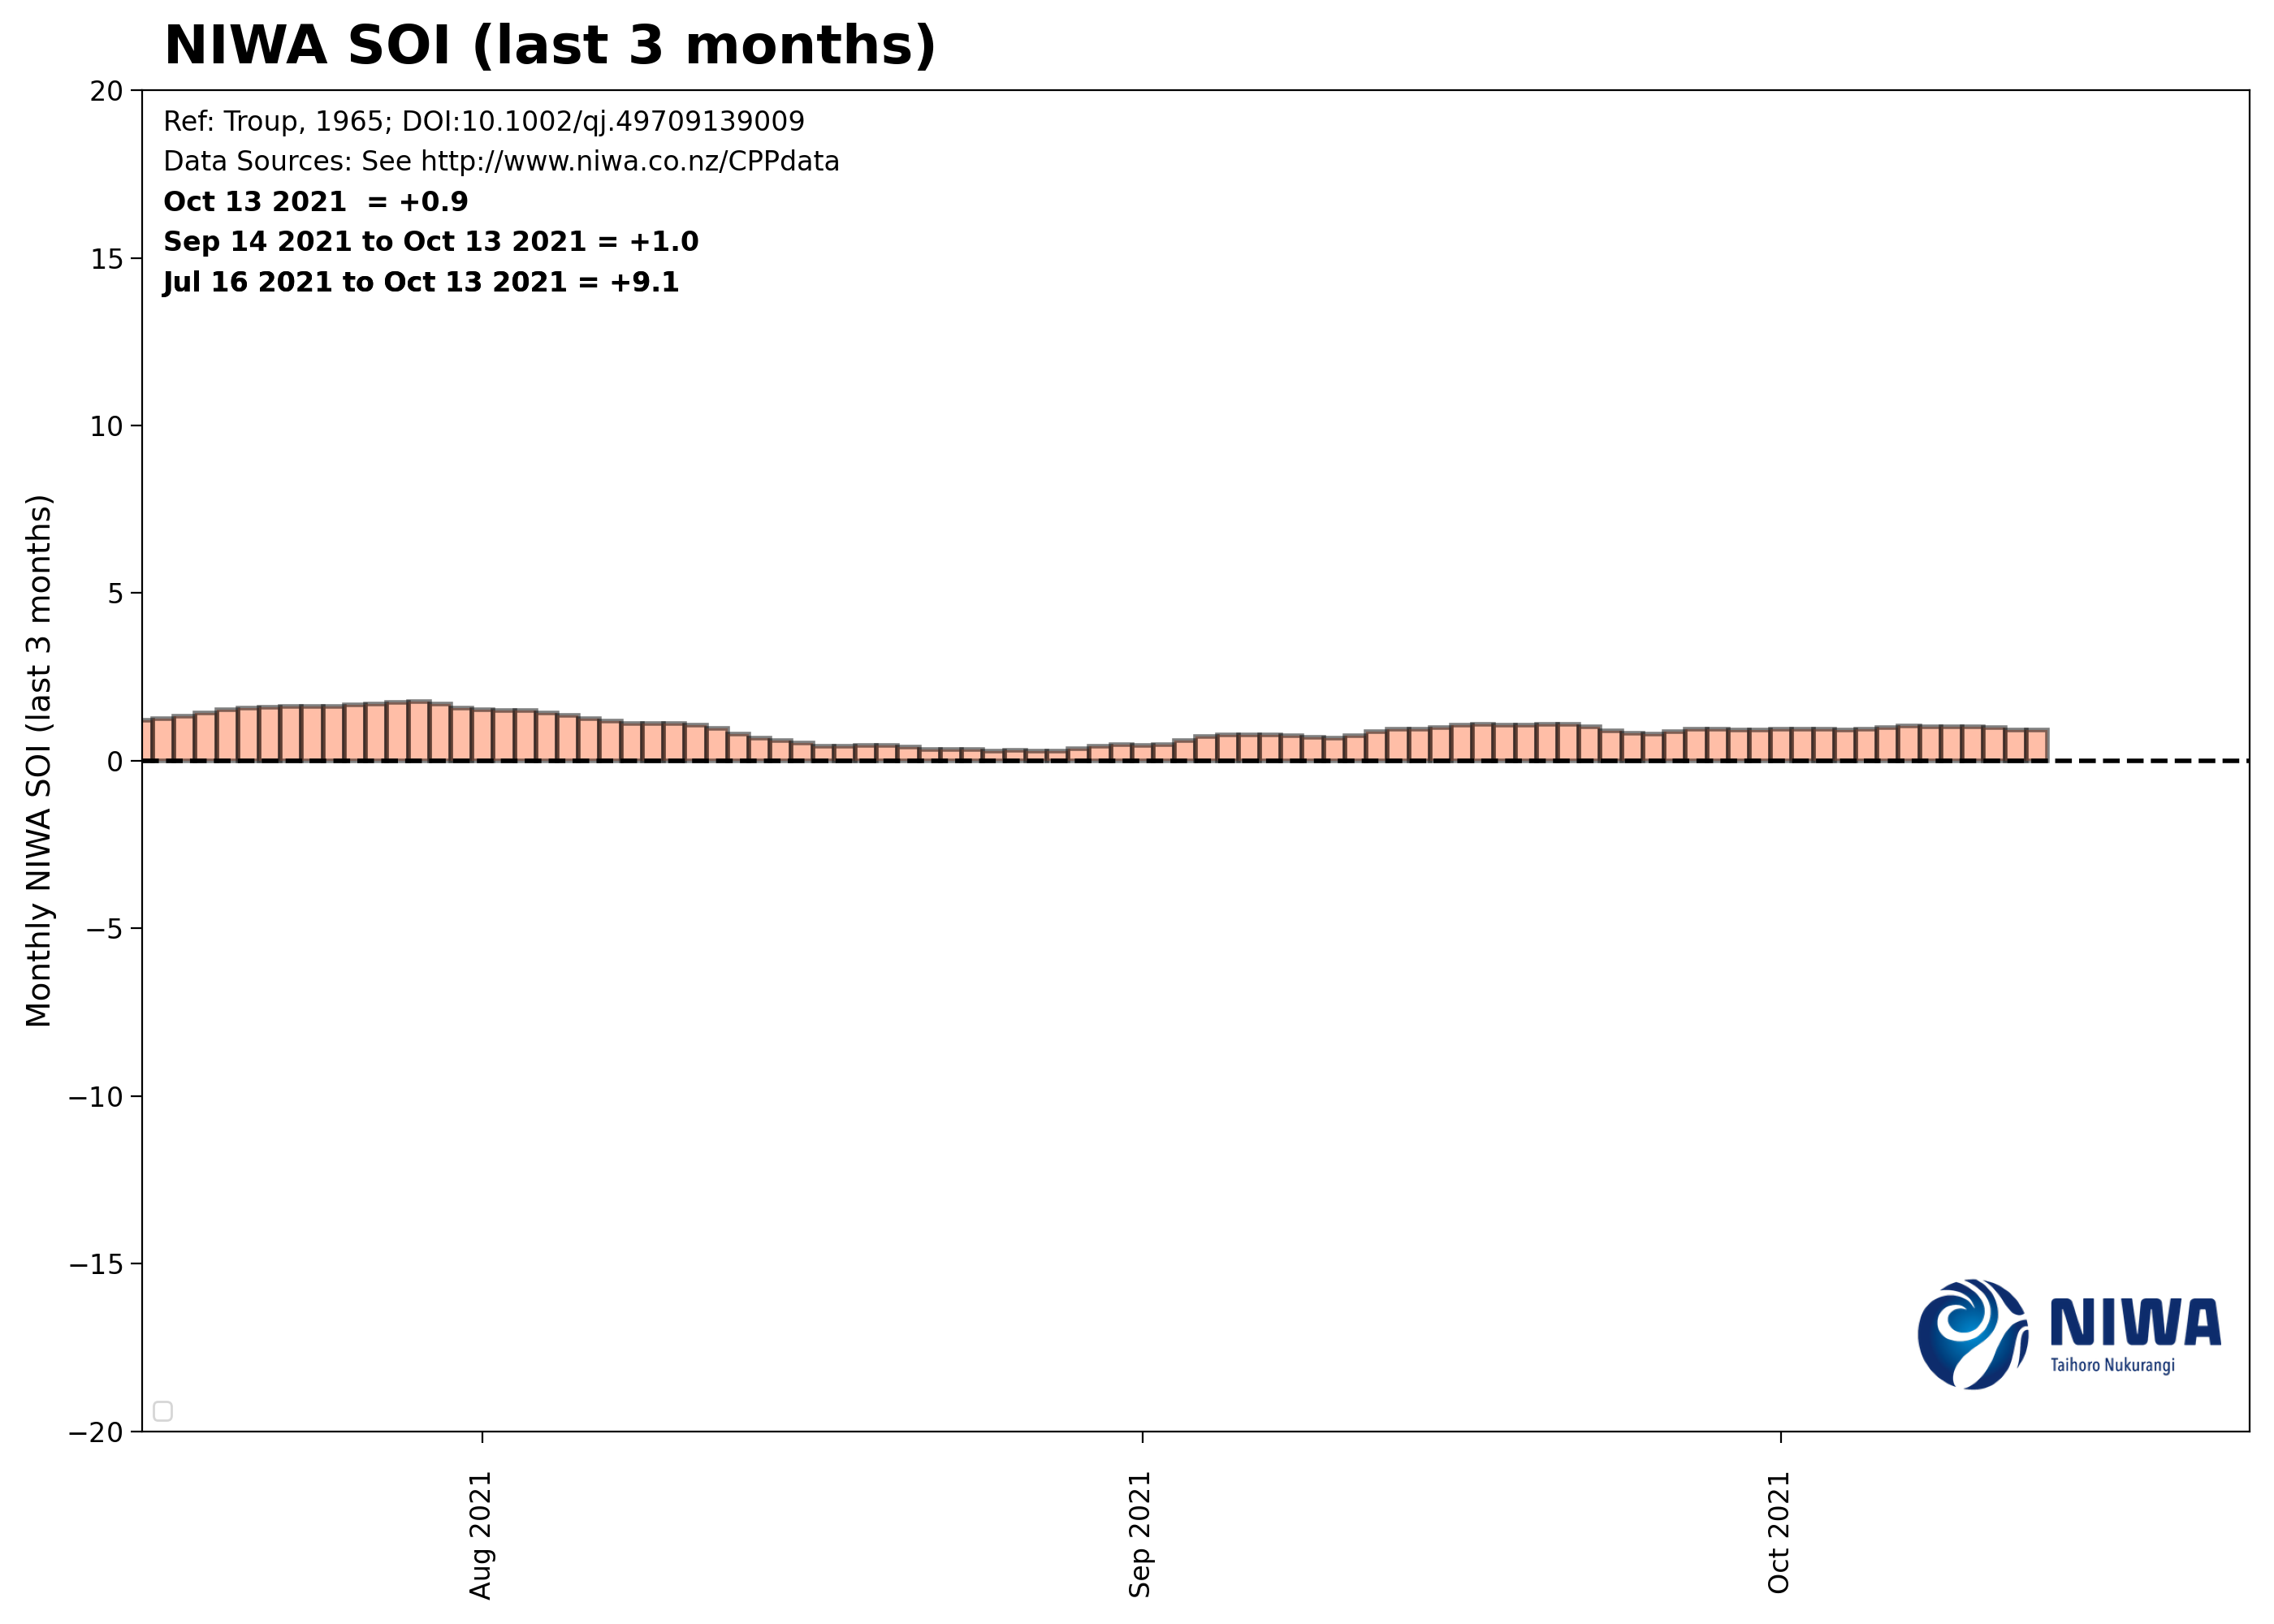 NIWA SOI (last 3 months)
Ref: Troup, 1965; DOI:10.1002/qj.49709139009
Data Sources: See http://www.niwa.co.nz/CPPdata
Oct 13 2021  = +0.9
Sep 14 2021 to Oct 13 2021 = +1.0
Jul 16 2021 to Oct 13 2021 = +9.1
Monthly NIWA SOI (last 3 months)
20
15
10
5
0
−5
−10
−15
−20
NIWA
Taihoro Nukurangi
Aug 2021
Sep 2021
Oct 2021